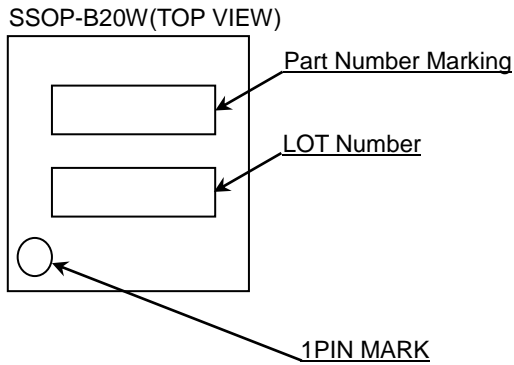 SSOP-B20W(TOP VIEW)
Part Number Marking
LOT Number
1PIN MARK